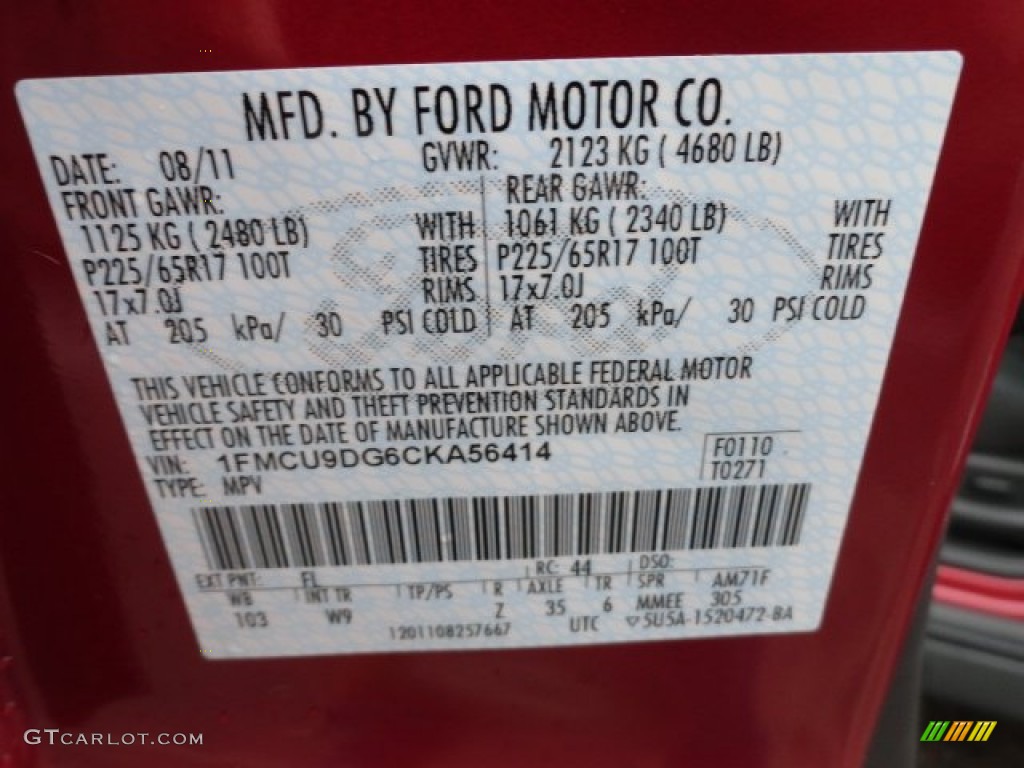 MFD. BY FORD MOTOR CO.
DATE: 08/11 GVWR: 2123 KG ( 4680 LB)
FRONT GAWR: REAR GAWR:
1125 KG ( 2480 LB) WITH 1061 KG ( 2340 LB) WITH
P225/65R17 100T TIRES P225/65R17 100T TIRES
17x7.0J RIMS 17x7.0J RIMS
AT 205 kPa/ 30 PSI COLD AT 205 kPa/ 30 PSI COLD
THIS VEHICLE CONFORMS TO ALL APPLICABLE FEDERAL MOTOR
VEHICLE SAFETY AND THEFT PREVENTION STANDARDS IN
EFFECT ON THE DATE OF MANUFACTURE SHOWN ABOVE.
VIN: 1FMCU9DG6CKA56414 F0110
TYPE: MPV T0271
EXT PNT: FL RC: 44 DSO:
WB INT TR TP/PS R AXLE TR SPR AM71F
103 W9 Z 35 6 MMEE 305
1201108257667 UTC ▽5U5A-1520472-BA
GTCARLOT.COM